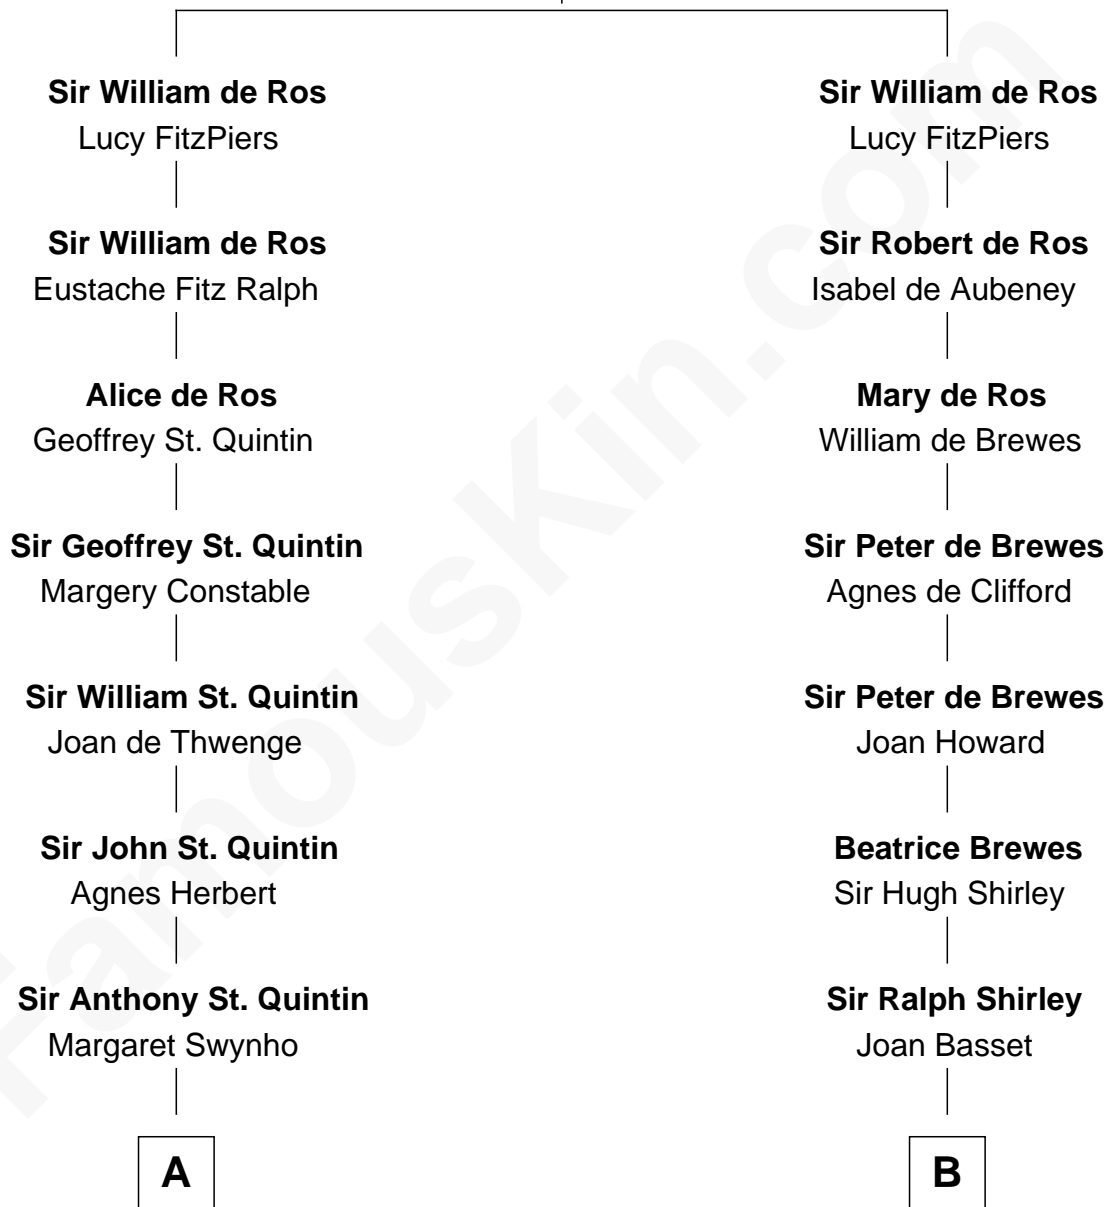 Sir William de Ros
Lucy FitzPiers
Sir William de Ros
Eustache Fitz Ralph
Alice de Ros
Geoffrey St. Quintin
Sir Geoffrey St. Quintin
Margery Constable
Sir William St. Quintin
Joan de Thwenge
Sir John St. Quintin
Agnes Herbert
Sir Anthony St. Quintin
Margaret Swynho
A
Sir William de Ros
Lucy FitzPiers
Sir Robert de Ros
Isabel de Aubeney
Mary de Ros
William de Brewes
Sir Peter de Brewes
Agnes de Clifford
Sir Peter de Brewes
Joan Howard
Beatrice Brewes
Sir Hugh Shirley
Sir Ralph Shirley
Joan Basset
B
FamousKin.com